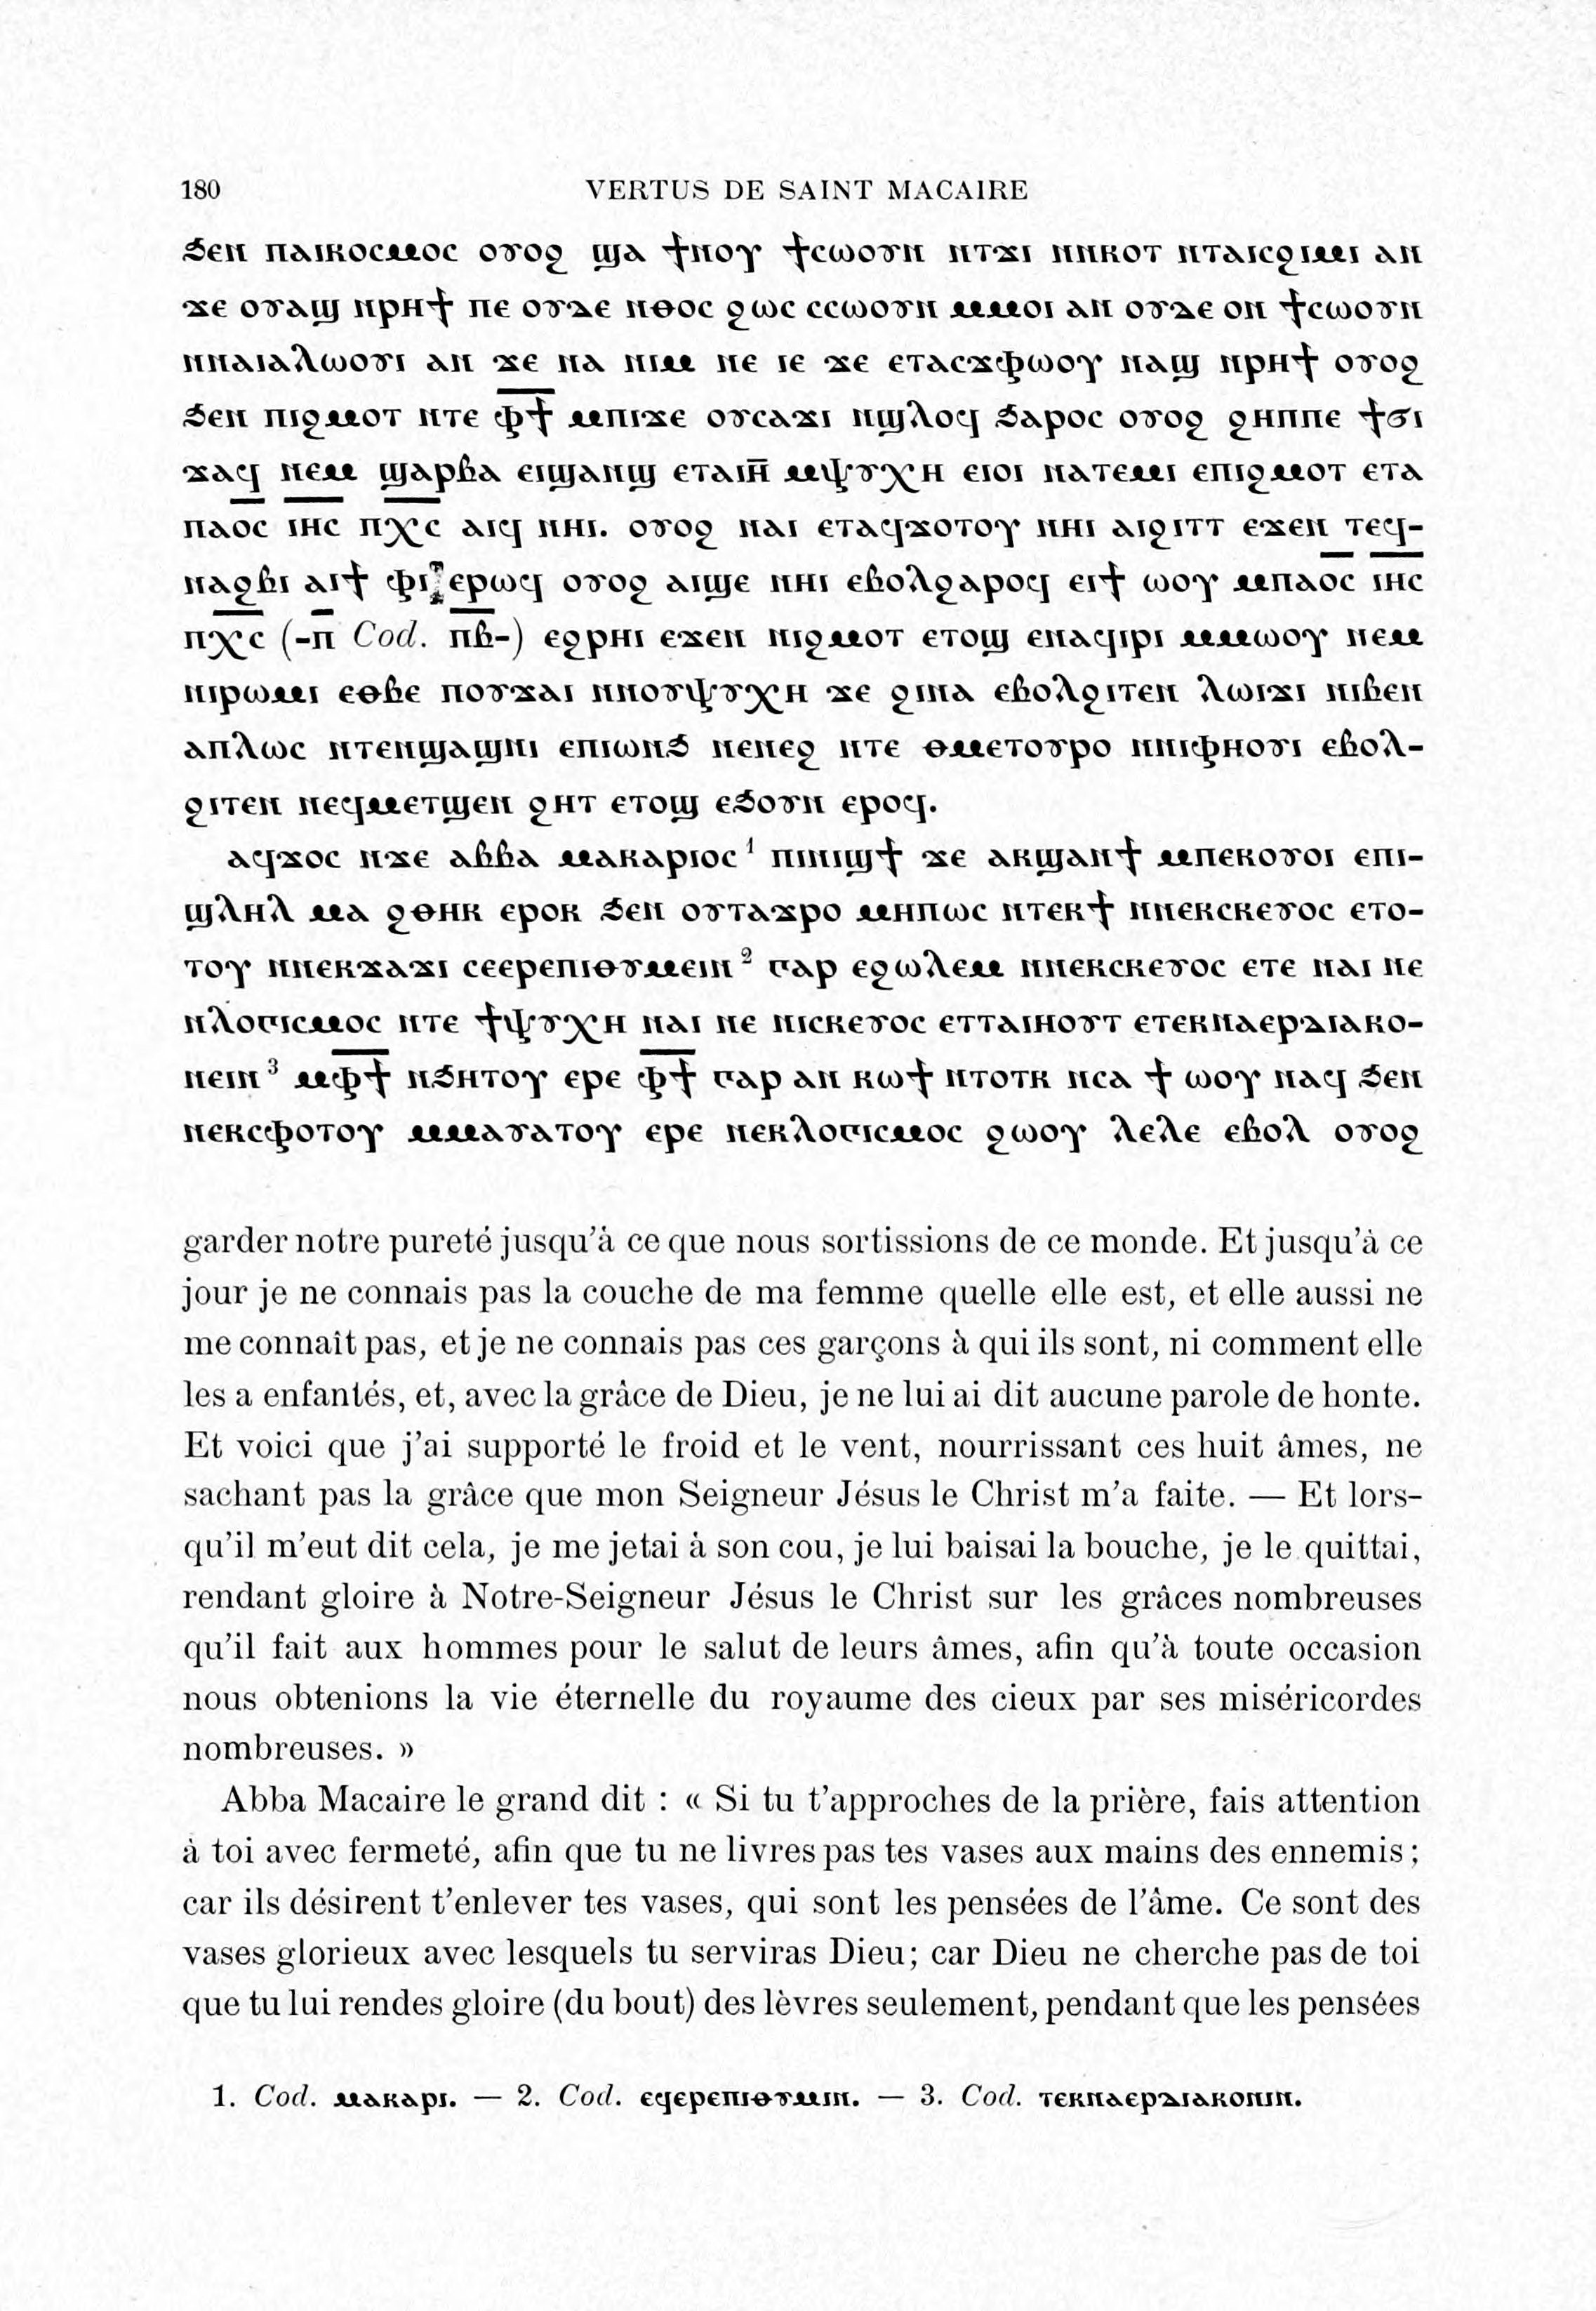 180 VERTUS DE SAINT MACAIRE
ϧⲉⲛ ⲡⲁⲓⲕⲟⲥⲙⲟⲥ ⲟⲩⲟϩ ϣⲁ ϯⲛⲟⲩ ϯⲥⲱⲟⲩⲛ ⲛⲧϫⲓ ⲛⲛⲕⲟⲧ ⲛⲧⲁⲓⲥϩⲓⲙⲓ ⲁⲛ
ϫⲉ ⲟⲩⲁϣ ⲛⲣⲏϯ ⲡⲉ ⲟⲩⲇⲉ ⲛⲑⲟⲥ ϩⲱⲥ ⲥⲥⲱⲟⲩⲛ ⲙⲙⲟⲓ ⲁⲛ ⲟⲩⲇⲉ ⲟⲛ ϯⲥⲱⲟⲩⲛ
ⲛⲛⲁⲓⲁⲗⲱⲟⲩⲓ ⲁⲛ ϫⲉ ⲛⲁ ⲛⲓⲙ ⲛⲉ ⲓⲉ ϫⲉ ⲉⲧⲁⲥϫⲫⲱⲟⲩ ⲛⲁϣ ⲛⲣⲏϯ ⲟⲩⲟϩ
ϧⲉⲛ ⲡⲓϩⲙⲟⲧ ⲛⲧⲉ ⲫ̅ϯ̅ ⲙⲡⲓϫⲉ ⲟⲩⲥⲁϫⲓ ⲛϣⲗⲟϥ ϧⲁⲣⲟⲥ ⲟⲩⲟϩ ϩⲏⲡⲡⲉ ϯϭⲓ
ϫⲁϥ ⲛⲉⲙ ϣⲁⲣⲃⲁ ⲉⲓϣⲁⲛϣ ⲉⲧⲁⲓⲏ̅ ⲙⲯⲩⲭⲏ ⲉⲓⲟⲓ ⲛⲁⲧⲉⲙⲓ ⲉⲡⲓϩⲙⲟⲧ ⲉⲧⲁ
ⲡⲁⲟ̅ⲥ̅ ⲓ̅ⲏ̅ⲥ̅ ⲡ̅ⲭ̅ⲥ̅ ⲁⲓϥ ⲛⲏⲓ. ⲟⲩⲟϩ ⲛⲁⲓ ⲉⲧⲁϥϫⲟⲧⲟⲩ ⲛⲏⲓ ⲁⲓϩⲓⲧⲧ ⲉϫⲉⲛ ⲧⲉϥ-
ⲛⲁϩⲃⲓ ⲁⲓϯ ⲫⲓ ⲉⲣⲱϥ ⲟⲩⲟϩ ⲁⲓϣⲉ ⲛⲏⲓ ⲉⲃⲟⲗϩⲁⲣⲟϥ ⲉⲓϯ ⲱⲟⲩ ⲙⲡⲁⲟ̅ⲥ̅ ⲓ̅ⲏ̅ⲥ̅
ⲡ̅ⲭ̅ⲥ̅ (-ⲡ̅ Cod. ⲡ̅ⲃ̅-) ⲉϩⲣⲏⲓ ⲉϫⲉⲛ ⲛⲓϩⲙⲟⲧ ⲉⲧⲟϣ ⲉⲛⲁϥⲓⲣⲓ ⲙⲙⲱⲟⲩ ⲛⲉⲙ
ⲛⲓⲣⲱⲙⲓ ⲉⲑⲃⲉ ⲡⲟⲩϫⲁⲓ ⲛⲛⲟⲩⲯⲩⲭⲏ ϫⲉ ϩⲓⲛⲁ ⲉⲃⲟⲗϩⲓⲧⲉⲛ ⲗⲱⲓϫⲓ ⲛⲓⲃⲉⲛ
ⲁⲡⲗⲱⲥ ⲛⲧⲉⲛϣⲁϣⲛⲓ ⲉⲡⲓⲱⲛϧ ⲛⲉⲛⲉϩ ⲛⲧⲉ ⲑⲙⲉⲧⲟⲩⲣⲟ ⲛⲛⲓⲫⲏⲟⲩⲓ ⲉⲃⲟⲗ-
ϩⲓⲧⲉⲛ ⲛⲉϥⲙⲉⲧϣⲉⲛ ϩⲏⲧ ⲉⲧⲟϣ ⲉϧⲟⲩⲛ ⲉⲣⲟϥ.
ⲁϥϫⲟⲥ ⲛϫⲉ ⲁⲃⲃⲁ ⲙⲁⲕⲁⲣⲓⲟⲥ¹ ⲡⲓⲛⲓϣϯ ϫⲉ ⲁⲕϣⲁⲛϯ ⲙⲡⲉⲕⲟⲩⲟⲓ ⲉⲡⲓ-
ϣⲗⲏⲗ ⲙⲁ ϩⲑⲏⲕ ⲉⲣⲟⲕ ϧⲉⲛ ⲟⲩⲧⲁϫⲣⲟ ⲙⲏⲡⲱⲥ ⲛⲧⲉⲕϯ ⲛⲛⲉⲕⲥⲕⲉⲩⲟⲥ ⲉⲧⲟ-
ⲧⲟⲩ ⲛⲛⲉⲕϫⲁϫⲓ ⲥⲉⲉⲣⲉⲡⲓⲑⲩⲙⲉⲓⲛ² ⲅⲁⲣ ⲉϩⲱⲗⲉⲙ ⲛⲛⲉⲕⲥⲕⲉⲩⲟⲥ ⲉⲧⲉ ⲛⲁⲓ ⲛⲉ
ⲛⲗⲟⲅⲓⲥⲙⲟⲥ ⲛⲧⲉ ϯⲯⲩⲭⲏ ⲛⲁⲓ ⲛⲉ ⲛⲓⲥⲕⲉⲩⲟⲥ ⲉⲧⲧⲁⲓⲏⲟⲩⲧ ⲉⲧⲉⲕⲛⲁⲉⲣⲇⲓⲁⲕⲟ-
ⲛⲉⲓⲛ³ ⲙⲫ̅ϯ̅ ⲛϧⲏⲧⲟⲩ ⲉⲣⲉ ⲫ̅ϯ̅ ⲅⲁⲣ ⲁⲛ ⲕⲱϯ ⲛⲧⲟⲧⲕ ⲛⲥⲁ ϯ ⲱⲟⲩ ⲛⲁϥ ϧⲉⲛ
ⲛⲉⲕⲥⲫⲟⲧⲟⲩ ⲙⲙⲁⲩⲁⲧⲟⲩ ⲉⲣⲉ ⲛⲉⲕⲗⲟⲅⲓⲥⲙⲟⲥ ϩⲱⲟⲩ ⲗⲉⲗⲉ ⲉⲃⲟⲗ ⲟⲩⲟϩ
garder notre pureté jusqu'à ce que nous sortissions de ce monde. Et jusqu'à ce
jour je ne connais pas la couche de ma femme quelle elle est, et elle aussi ne
me connaît pas, et je ne connais pas ces garçons à qui ils sont, ni comment elle
les a enfantés, et, avec la grâce de Dieu, je ne lui ai dit aucune parole de honte.
Et voici que j'ai supporté le froid et le vent, nourrissant ces huit âmes, ne
sachant pas la grâce que mon Seigneur Jésus le Christ m'a faite. — Et lors-
qu'il m'eut dit cela, je me jetai à son cou, je lui baisai la bouche, je le quittai,
rendant gloire à Notre-Seigneur Jésus le Christ sur les grâces nombreuses
qu'il fait aux hommes pour le salut de leurs âmes, afin qu'à toute occasion
nous obtenions la vie éternelle du royaume des cieux par ses miséricordes
nombreuses. »
Abba Macaire le grand dit : « Si tu t'approches de la prière, fais attention
à toi avec fermeté, afin que tu ne livres pas tes vases aux mains des ennemis ;
car ils désirent t'enlever tes vases, qui sont les pensées de l'âme. Ce sont des
vases glorieux avec lesquels tu serviras Dieu; car Dieu ne cherche pas de toi
que tu lui rendes gloire (du bout) des lèvres seulement, pendant que les pensées
1. Cod. ⲙⲁⲕⲁⲣⲓ. — 2. Cod. ⲉϥⲉⲣⲉⲡⲓⲑⲩⲙⲓⲛ. — 3. Cod. ⲧⲉⲕⲛⲁⲉⲣⲇⲓⲁⲕⲟⲛⲓⲛ.